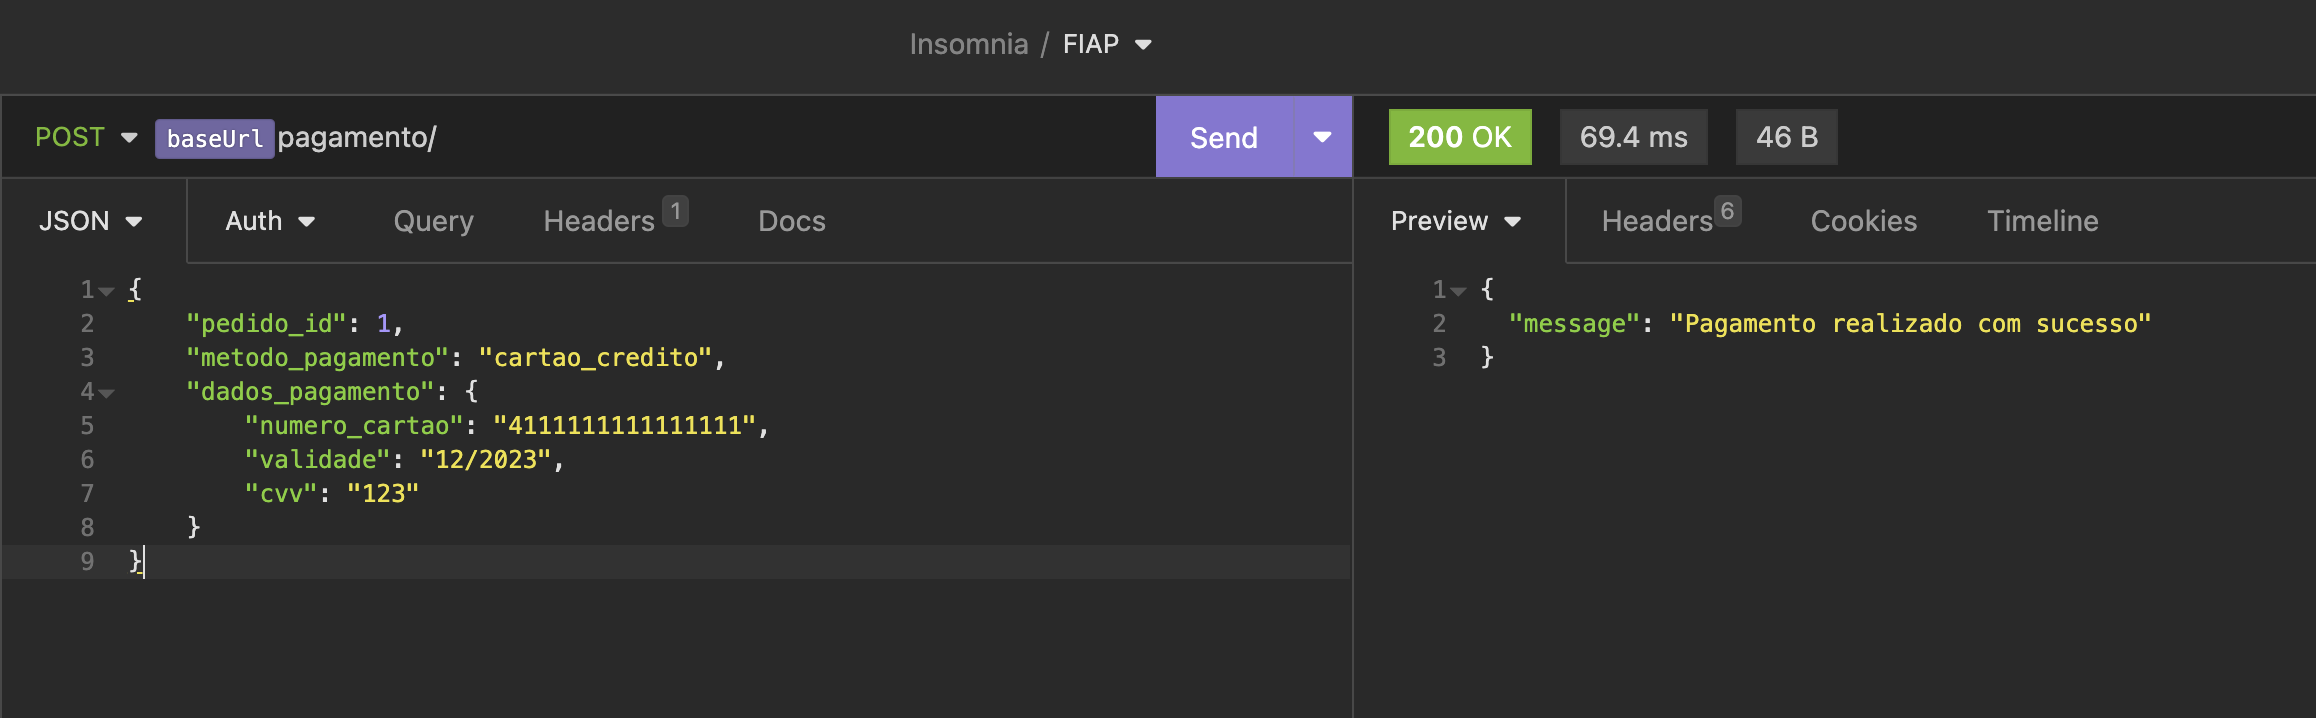 Insomnia / FIAP
POST baseUrl pagamento/ Send 200 OK 69.4 ms 46 B
JSON Auth Query Headers 1 Docs
1 {
2 "pedido_id": 1,
3 "metodo_pagamento": "cartao_credito",
4 "dados_pagamento": {
5 "numero_cartao": "4111111111111111",
6 "validade": "12/2023",
7 "cvv": "123"
8 }
9 }
Preview Headers 6 Cookies Timeline
1 {
2 "message": "Pagamento realizado com sucesso"
3 }